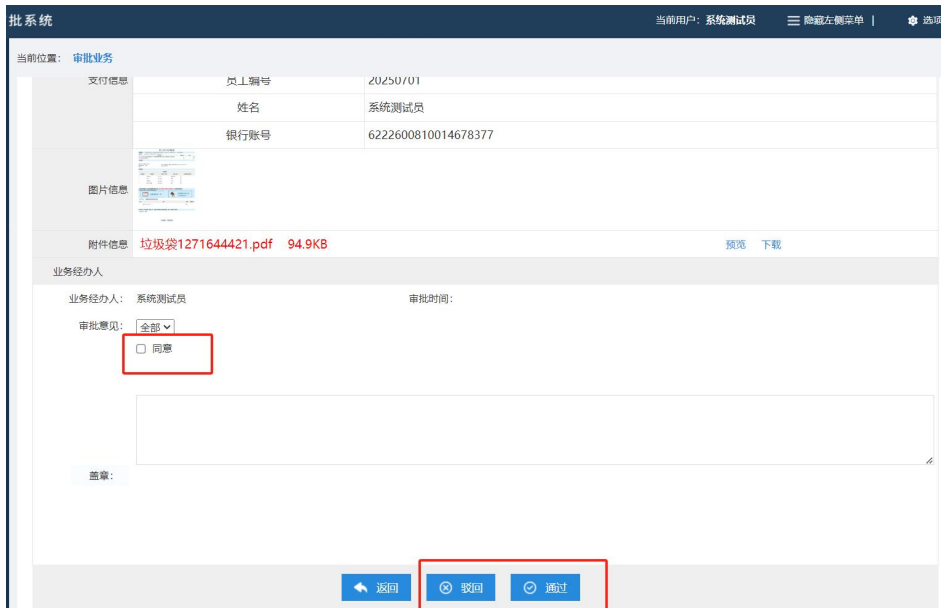 批系统 当前用户：系统测试员 隐藏左侧菜单 | 选项
当前位置： 审批业务
支付信息 员工编号 20250701
姓名 系统测试员
银行账号 6222600810014678377
图片信息
附件信息 垃圾袋1271644421.pdf 94.9KB 预览 下载
业务经办人
业务经办人： 系统测试员 审批时间：
审批意见： 全部
同意
盖章：
返回 驳回 通过